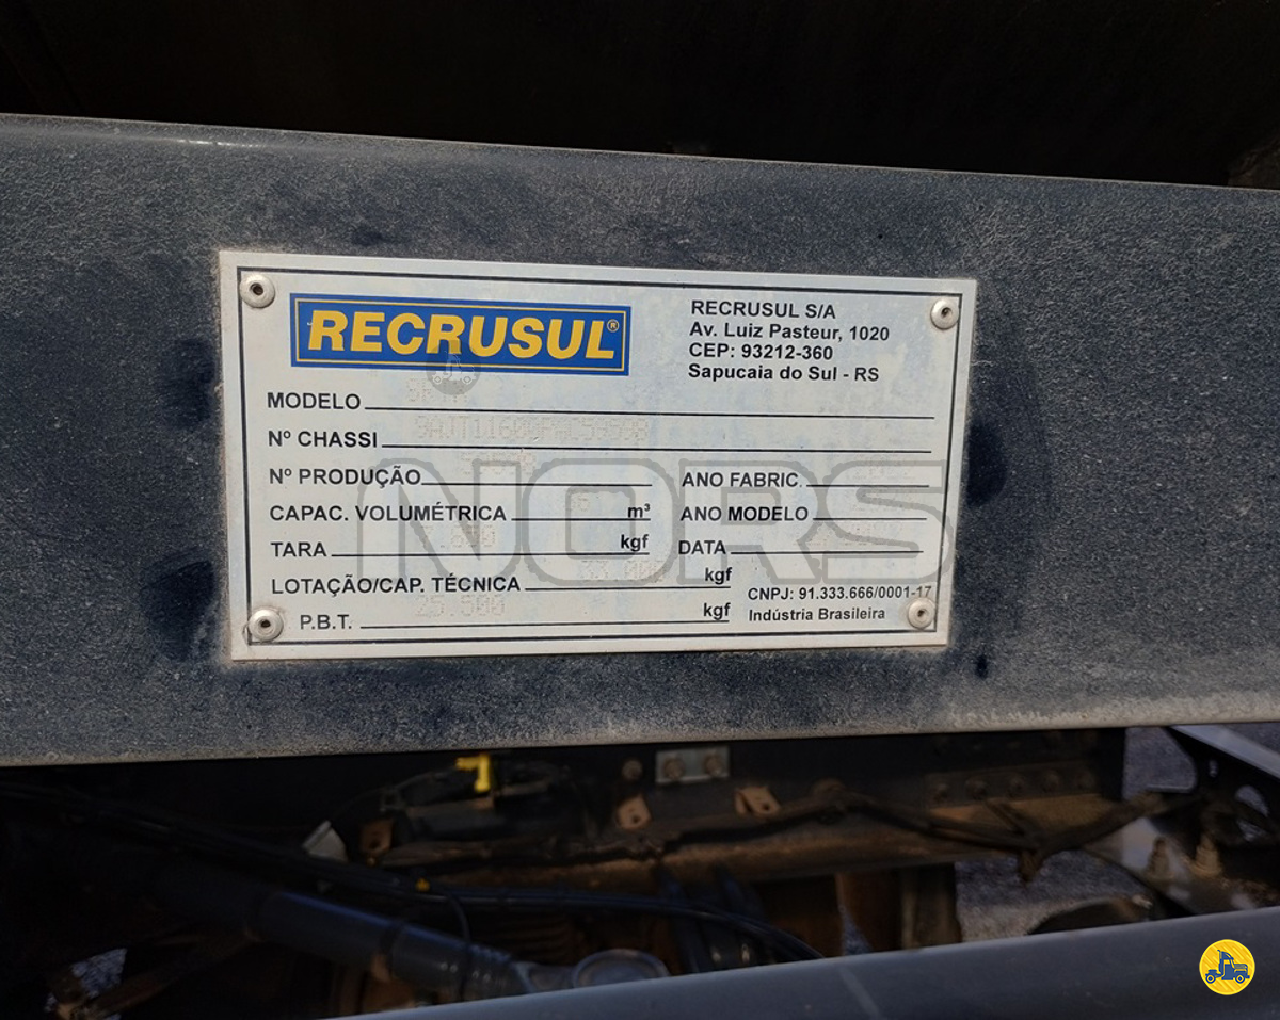 RECRUSUL®
RECRUSUL S/A
Av. Luiz Pasteur, 1020
CEP: 93212-360
Sapucaia do Sul - RS
MODELO
Nº CHASSI
Nº PRODUÇÃO
ANO FABRIC.
CAPAC. VOLUMÉTRICA m³
ANO MODELO
TARA kgf
DATA
LOTAÇÃO/CAP. TÉCNICA kgf
CNPJ: 91.333.666/0001-17
P.B.T. 25.500 kgf
Indústria Brasileira
NORS